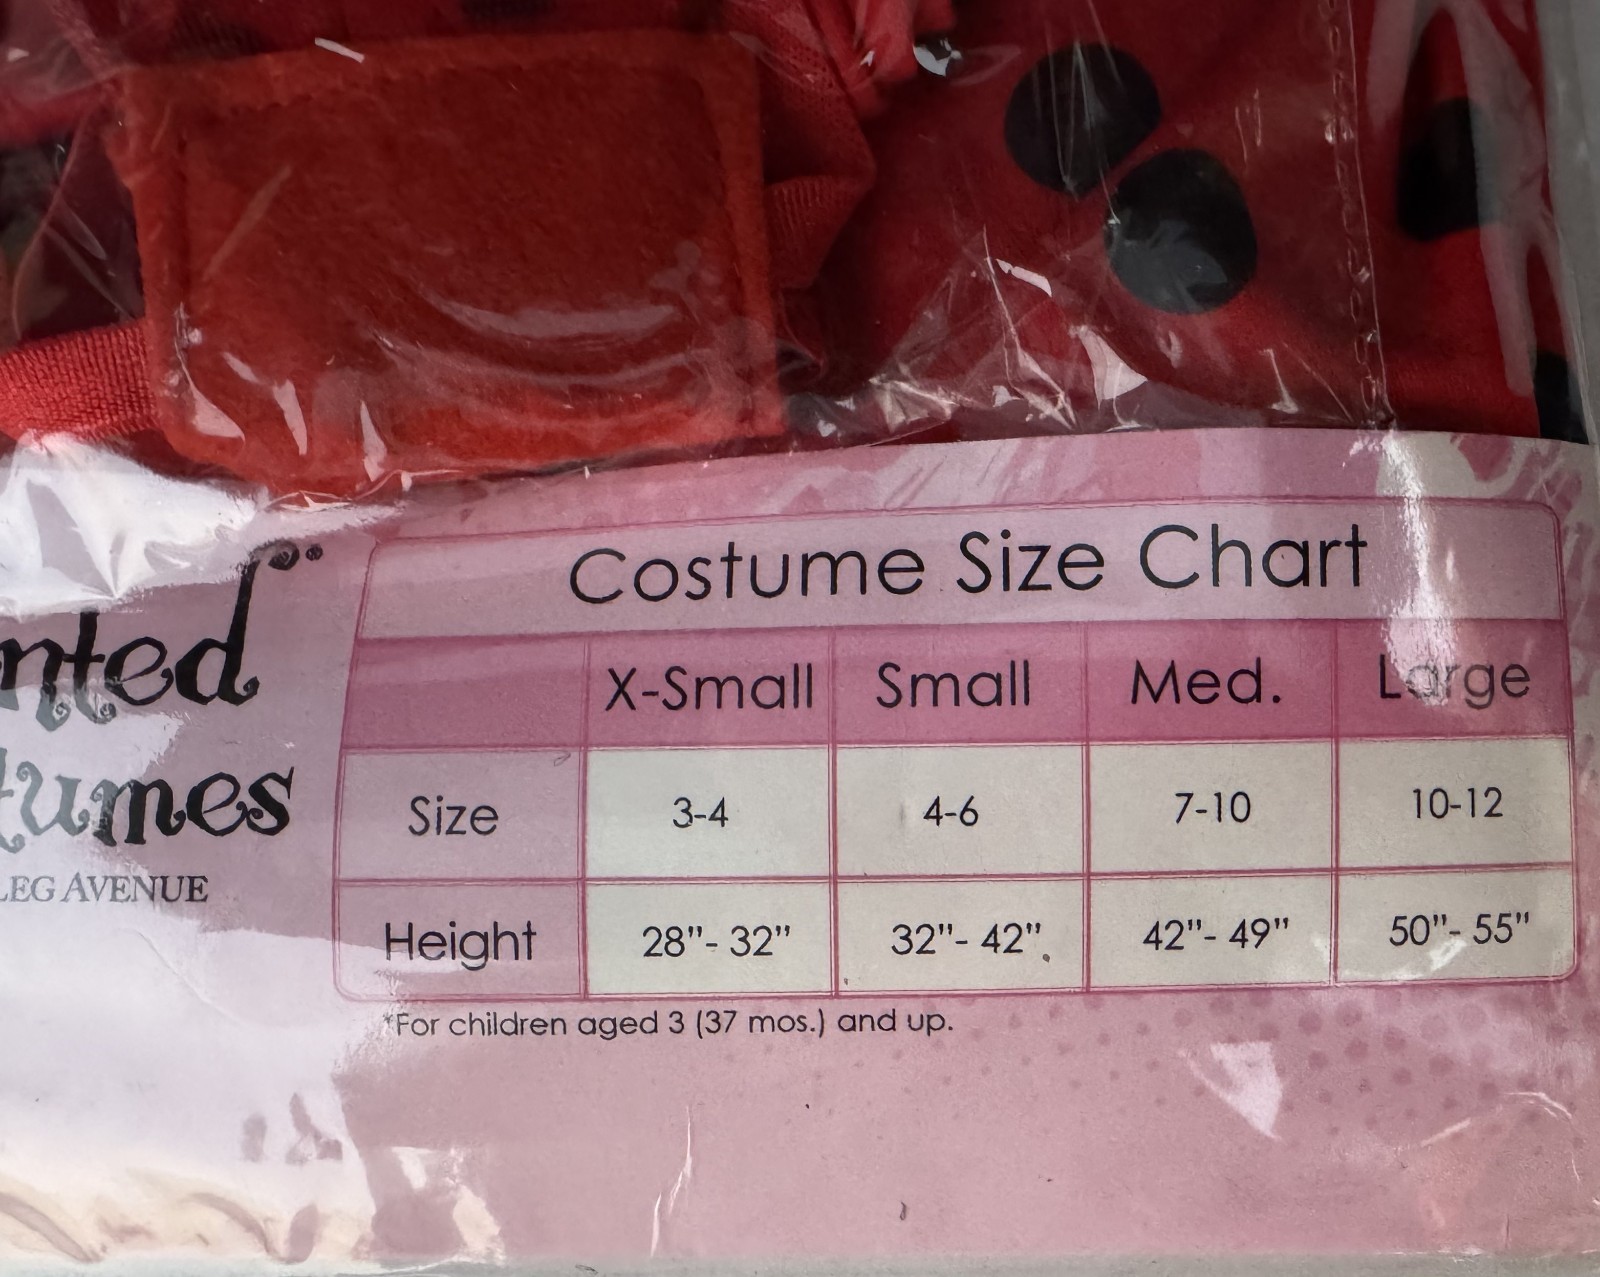 nted®
tumes
LEG AVENUE
Costume Size Chart
X-Small Small Med. Large
Size 3-4 4-6 7-10 10-12
Height 28"- 32" 32"- 42" 42"- 49" 50"- 55"
*For children aged 3 (37 mos.) and up.